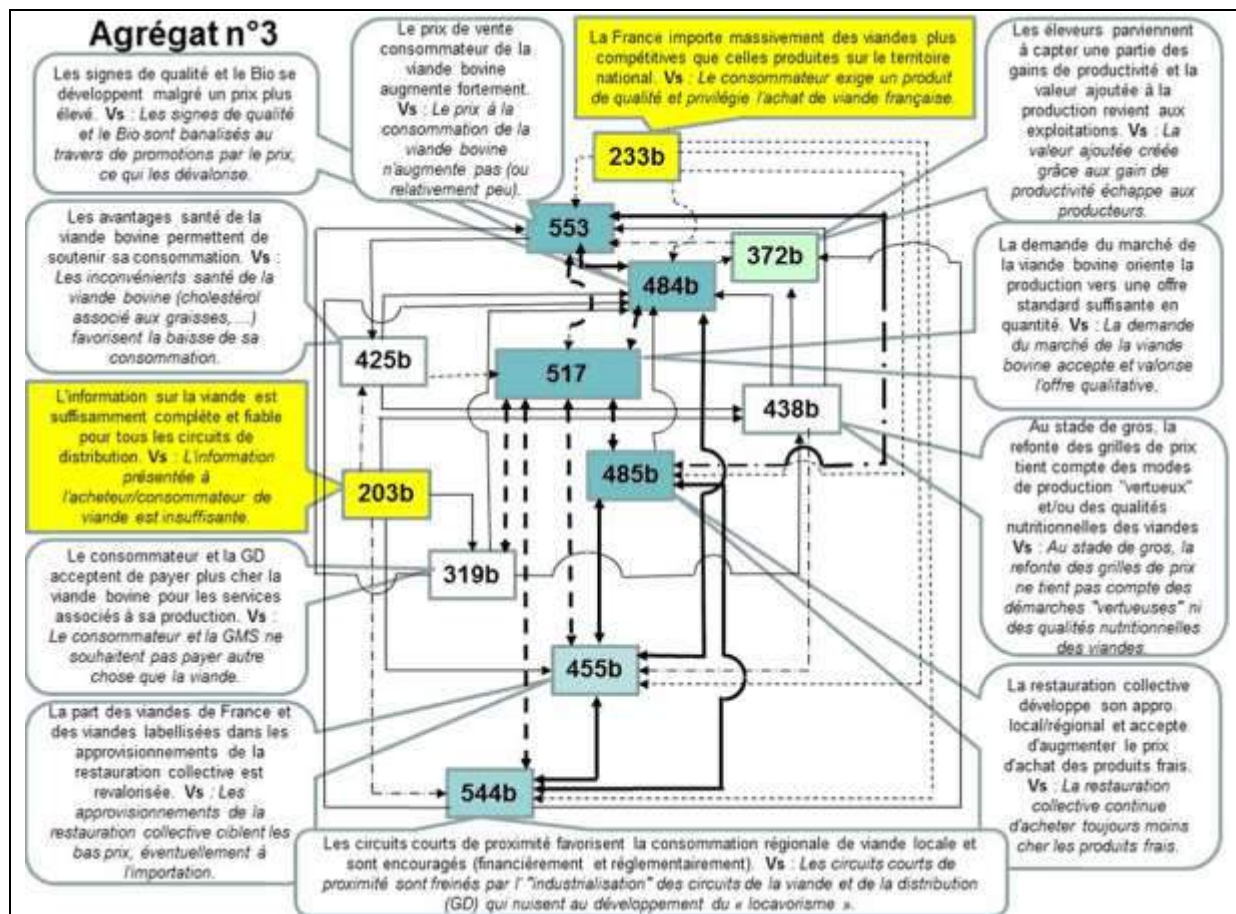 Agrégat n°3
Les signes de qualité et le Bio se
développent malgré un prix plus
élevé. Vs : Les signes de qualité
et le Bio sont banalisés au
travers de promotions par le prix,
ce qui les dévalorise.
Le prix de vente
consommateur de la
viande bovine
augmente fortement.
Vs : Le prix à la
consommation de la
viande bovine
n'augmente pas (ou
relativement peu).
La France importe massivement des viandes plus
compétitives que celles produites sur le territoire
national. Vs : Le consommateur exige un produit
de qualité et privilégie l'achat de viande française.
Les éleveurs parviennent
à capter une partie des
gains de productivité et la
valeur ajoutée à la
production revient aux
exploitations. Vs : La
valeur ajoutée créée
grâce aux gain de
productivité échappe aux
producteurs.
233b
553
372b
484b
Les avantages santé de la
viande bovine permettent de
soutenir sa consommation. Vs :
Les inconvénients santé de la
viande bovine (cholestérol
associé aux graisses,....)
favorisent la baisse de sa
consommation.
La demande du marché de
la viande bovine oriente la
production vers une offre
standard suffisante en
quantité. Vs : La demande
du marché de la viande
bovine accepte et valorise
l'offre qualitative.
425b
517
438b
L'information sur la viande est
suffisamment complète et fiable
pour tous les circuits de
distribution. Vs : L'information
présentée à
l'acheteur/consommateur de
viande est insuffisante.
Au stade de gros, la
refonte des grilles de prix
tient compte des modes
de production "vertueux"
et/ou des qualités
nutritionnelles des viandes
Vs : Au stade de gros, la
refonte des grilles de prix
ne tient pas compte des
démarches "vertueuses" ni
des qualités nutritionnelles
des viandes.
485b
203b
319b
Le consommateur et la GD
acceptent de payer plus cher la
viande bovine pour les services
associés à sa production. Vs :
Le consommateur et la GMS ne
souhaitent pas payer autre
chose que la viande.
455b
La part des viandes de France et
des viandes labellisées dans les
approvisionnements de la
restauration collective est
revalorisée. Vs : Les
approvisionnements de la
restauration collective ciblent les
bas prix, éventuellement à
l'importation.
La restauration collective
développe son appro.
local/régional et accepte
d'augmenter le prix
d'achat des produits frais.
Vs : La restauration
collective continue
d'acheter toujours moins
cher les produits frais.
544b
Les circuits courts de proximité favorisent la consommation régionale de viande locale et
sont encouragés (financièrement et réglementairement). Vs : Les circuits courts de
proximité sont freinés par l' "industrialisation" des circuits de la viande et de la distribution
(GD) qui nuisent au développement du « locavorisme ».